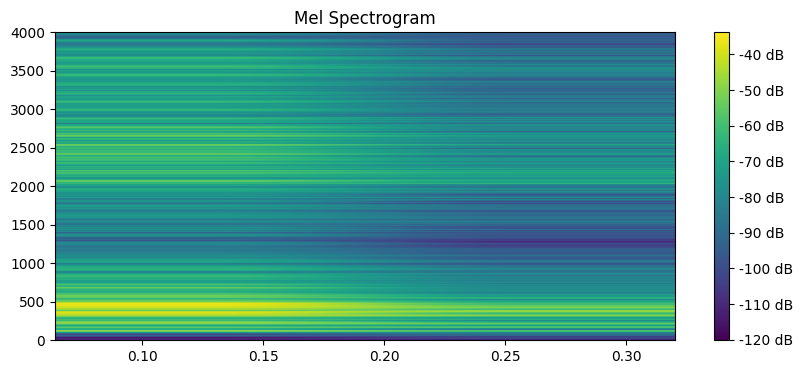 Mel Spectrogram
4000
3500
3000
2500
2000
1500
1000
500
0
0.10
0.15
0.20
0.25
0.30
-40 dB
-50 dB
-60 dB
-70 dB
-80 dB
-90 dB
-100 dB
-110 dB
-120 dB